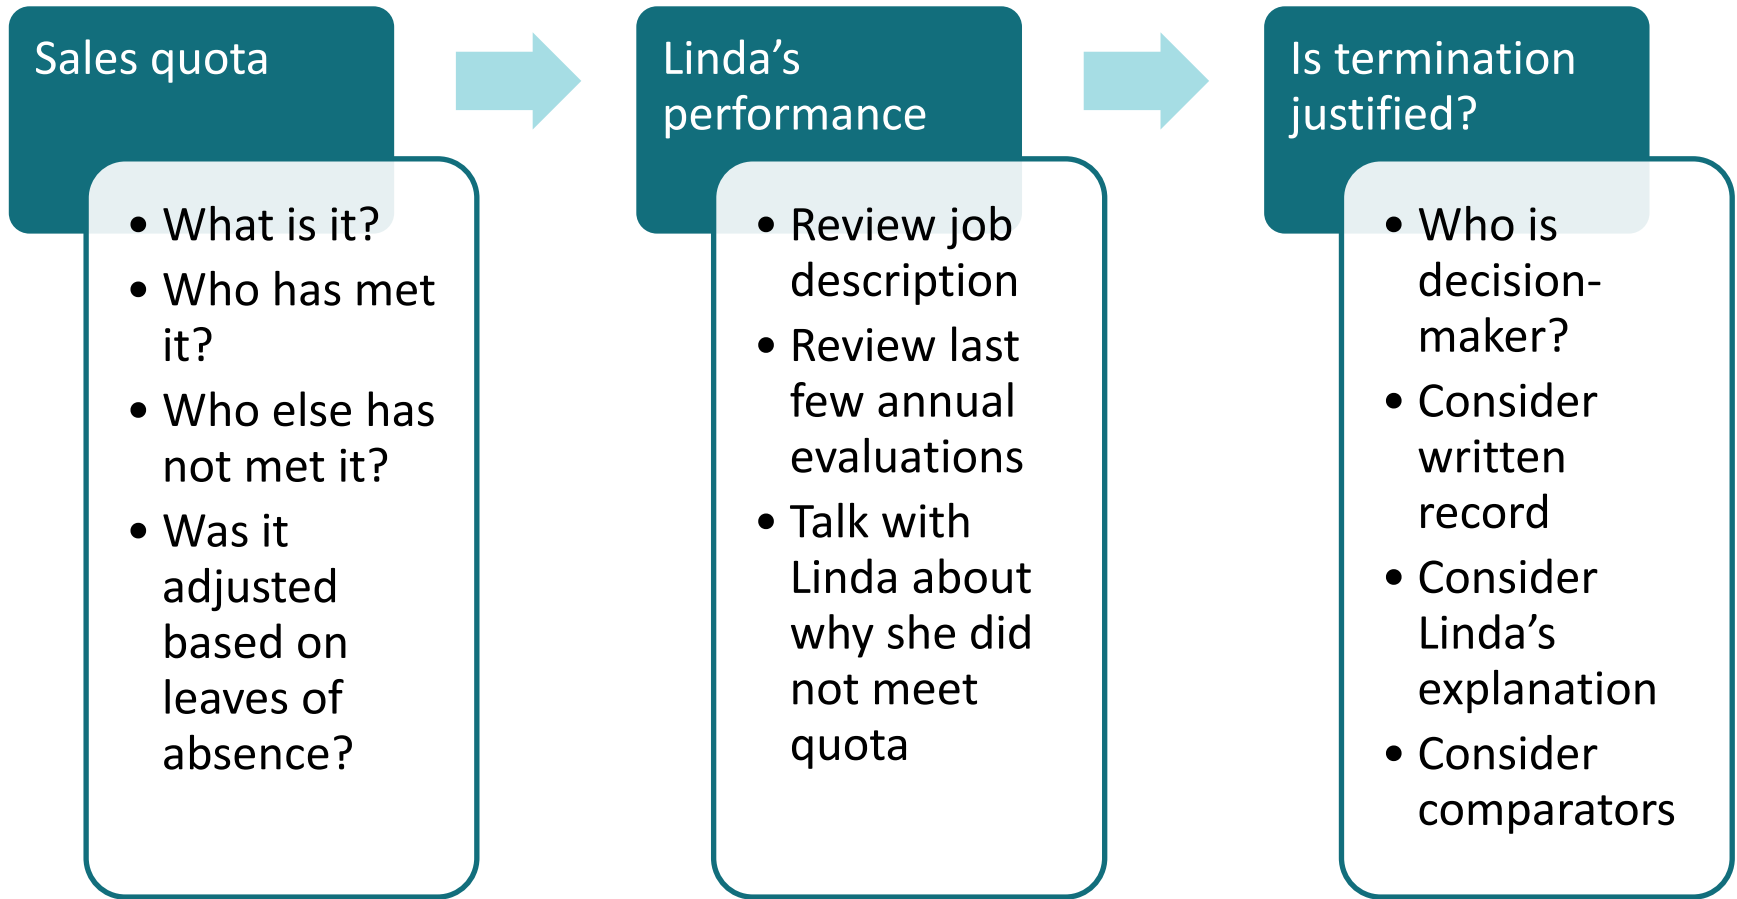 Sales quota
• What is it?
• Who has met
it?
• Who else has
not met it?
• Was it
adjusted
based on
leaves of
absence?
Linda’s
performance
• Review job
description
• Review last
few annual
evaluations
• Talk with
Linda about
why she did
not meet
quota
Is termination
justified?
• Who is
decision-
maker?
• Consider
written
record
• Consider
Linda’s
explanation
• Consider
comparators